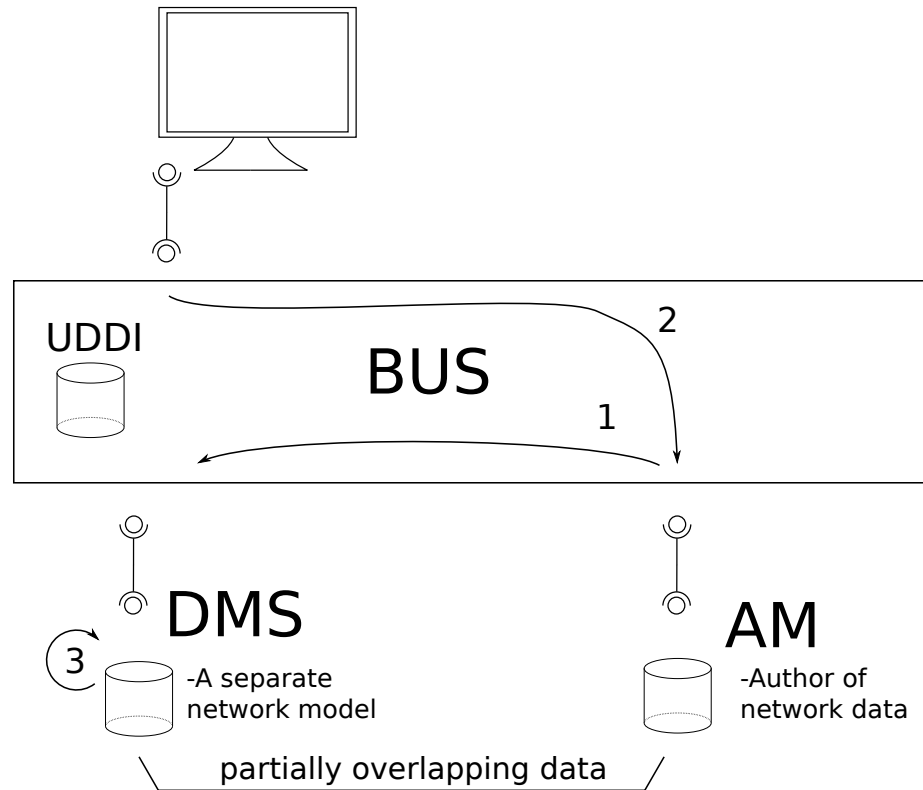 UDDI
2
BUS
1
DMS
AM
3
-A separate
network model
-Author of
network data
partially overlapping data